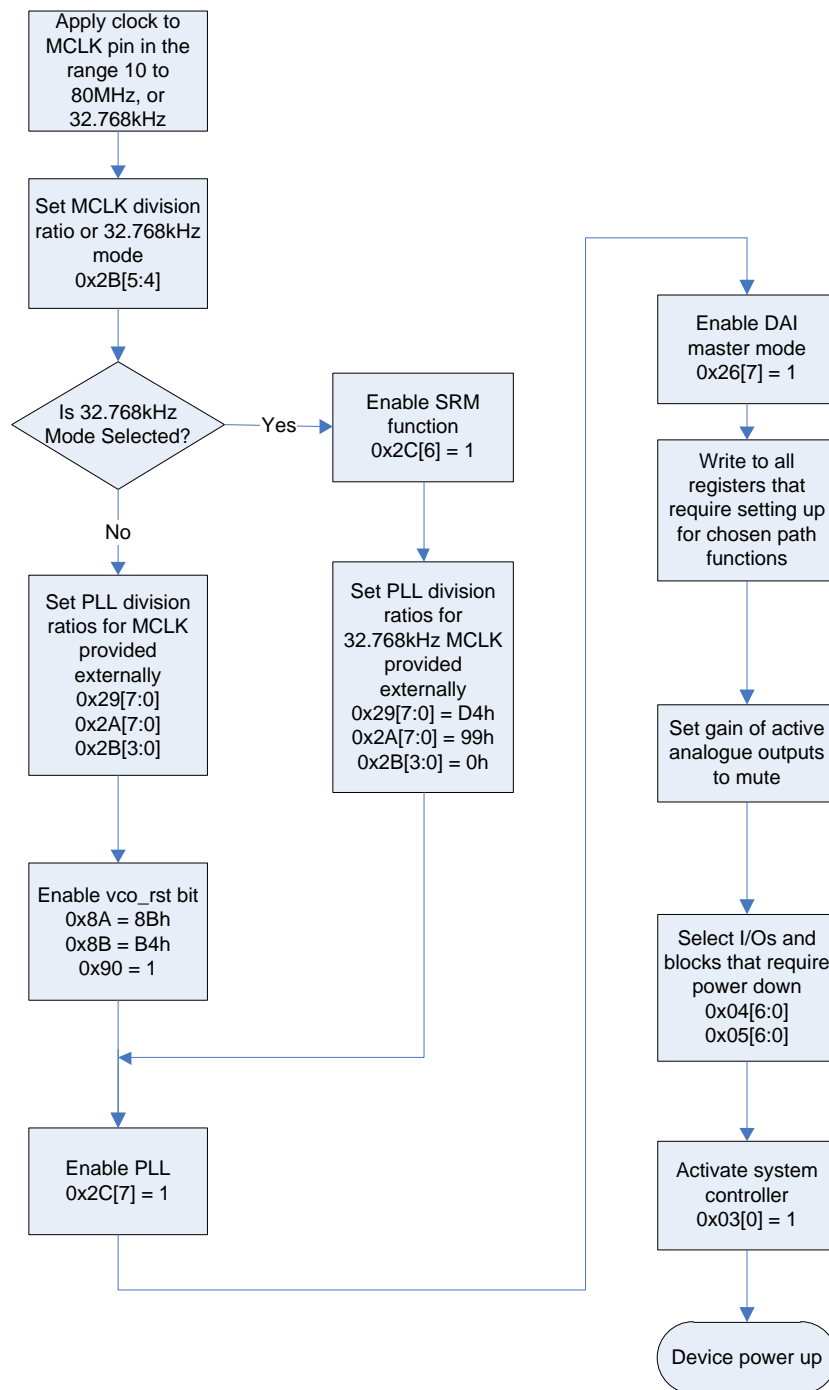 Apply clock to
MCLK pin in the
range 10 to
80MHz, or
32.768kHz
Set MCLK division
ratio or 32.768kHz
mode
0x2B[5:4]
Is 32.768kHz
Mode Selected?
Yes
No
Enable SRM
function
0x2C[6] = 1
Set PLL division
ratios for MCLK
provided
externally
0x29[7:0]
0x2A[7:0]
0x2B[3:0]
Set PLL division
ratios for
32.768kHz MCLK
provided
externally
0x29[7:0] = D4h
0x2A[7:0] = 99h
0x2B[3:0] = 0h
Enable vco_rst bit
0x8A = 8Bh
0x8B = B4h
0x90 = 1
Enable PLL
0x2C[7] = 1
Enable DAI
master mode
0x26[7] = 1
Write to all
registers that
require setting up
for chosen path
functions
Set gain of active
analogue outputs
to mute
Select I/Os and
blocks that require
power down
0x04[6:0]
0x05[6:0]
Activate system
controller
0x03[0] = 1
Device power up